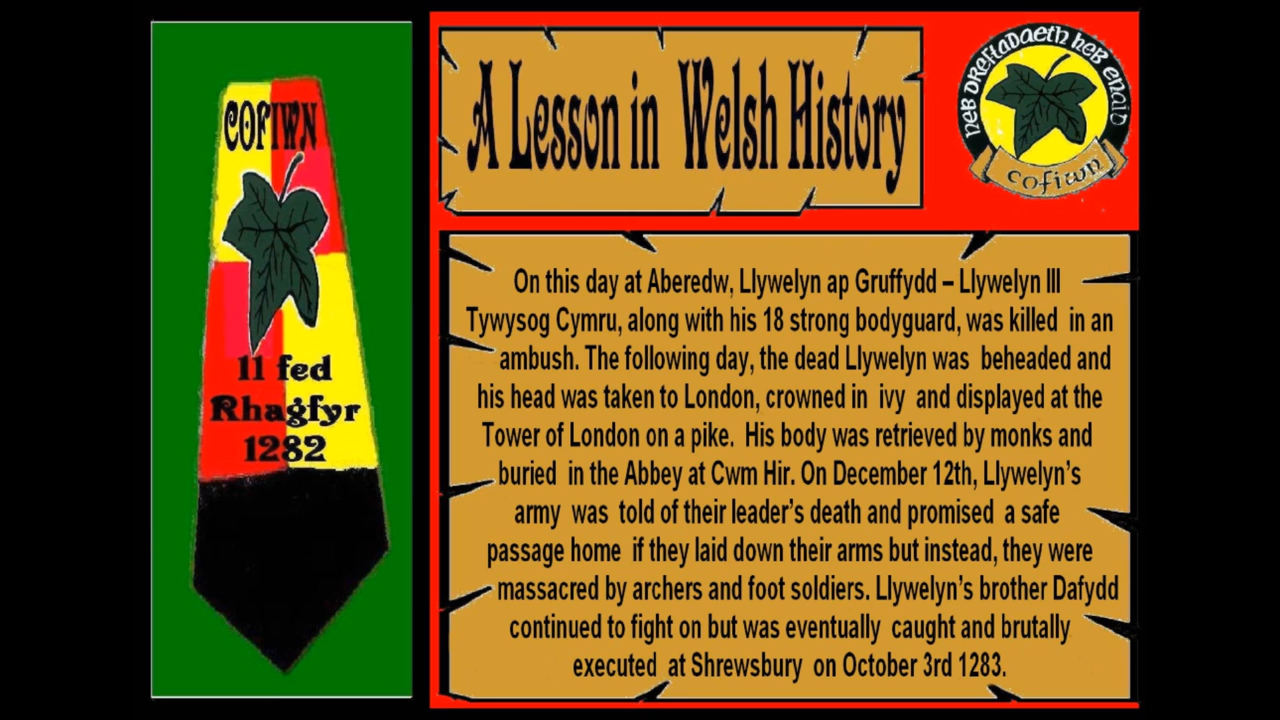 COFIWN
11 fed
Rhagfyr
1282
A Lesson in Welsh History
heb dreftadaeth heb enaid
cofiwn
On this day at Aberedw, Llywelyn ap Gruffydd – Llywelyn III
Tywysog Cymru, along with his 18 strong bodyguard, was killed in an
ambush. The following day, the dead Llywelyn was beheaded and
his head was taken to London, crowned in ivy and displayed at the
Tower of London on a pike. His body was retrieved by monks and
buried in the Abbey at Cwm Hir. On December 12th, Llywelyn's
army was told of their leader's death and promised a safe
passage home if they laid down their arms but instead, they were
massacred by archers and foot soldiers. Llywelyn's brother Dafydd
continued to fight on but was eventually caught and brutally
executed at Shrewsbury on October 3rd 1283.